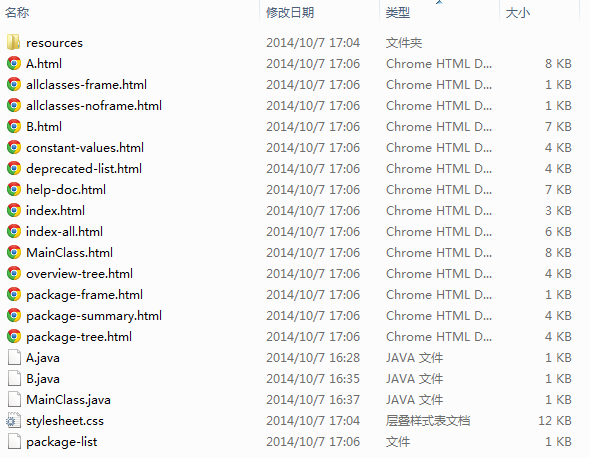 名称 修改日期 类型 大小
resources 2014/10/7 17:04 文件夹
A.html 2014/10/7 17:06 Chrome HTML D... 8 KB
allclasses-frame.html 2014/10/7 17:06 Chrome HTML D... 1 KB
allclasses-noframe.html 2014/10/7 17:06 Chrome HTML D... 1 KB
B.html 2014/10/7 17:06 Chrome HTML D... 7 KB
constant-values.html 2014/10/7 17:06 Chrome HTML D... 4 KB
deprecated-list.html 2014/10/7 17:06 Chrome HTML D... 4 KB
help-doc.html 2014/10/7 17:06 Chrome HTML D... 7 KB
index.html 2014/10/7 17:06 Chrome HTML D... 3 KB
index-all.html 2014/10/7 17:06 Chrome HTML D... 6 KB
MainClass.html 2014/10/7 17:06 Chrome HTML D... 8 KB
overview-tree.html 2014/10/7 17:06 Chrome HTML D... 4 KB
package-frame.html 2014/10/7 17:06 Chrome HTML D... 1 KB
package-summary.html 2014/10/7 17:06 Chrome HTML D... 4 KB
package-tree.html 2014/10/7 17:06 Chrome HTML D... 4 KB
A.java 2014/10/7 16:28 JAVA 文件 1 KB
B.java 2014/10/7 16:35 JAVA 文件 1 KB
MainClass.java 2014/10/7 16:37 JAVA 文件 1 KB
stylesheet.css 2014/10/7 17:04 层叠样式表文档 12 KB
package-list 2014/10/7 17:06 文件 1 KB